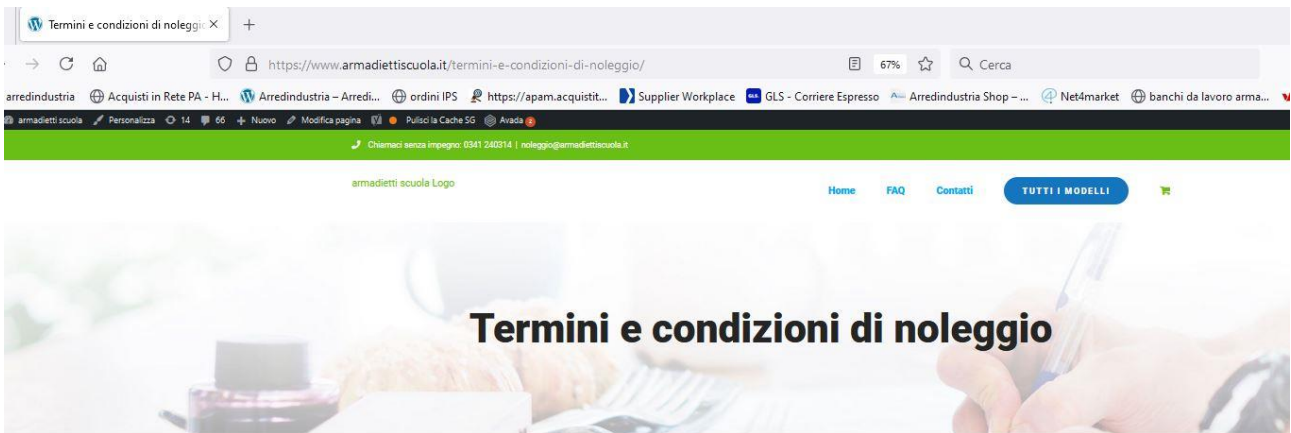 Termini e condizioni di noleggio
https://www.armadiettiscuola.it/termini-e-condizioni-di-noleggio/ 67% Cerca
arredindustria Acquisti in Rete PA - H... Arredindustria – Arredi... ordini IPS https://apam.acquistit... Supplier Workplace GLS - Corriere Espresso Arredindustria Shop – ... Net4market banchi da lavoro arma...
armadietti scuola Personalizza 14 66 + Nuovo Modifica pagina Pulisci la Cache SG Avada 3
Chiamaci senza impegno: 0341 240314 | noleggio@armadiettiscuola.it
armadietti scuola Logo Home FAQ Contatti TUTTI I MODELLI
Termini e condizioni di noleggio